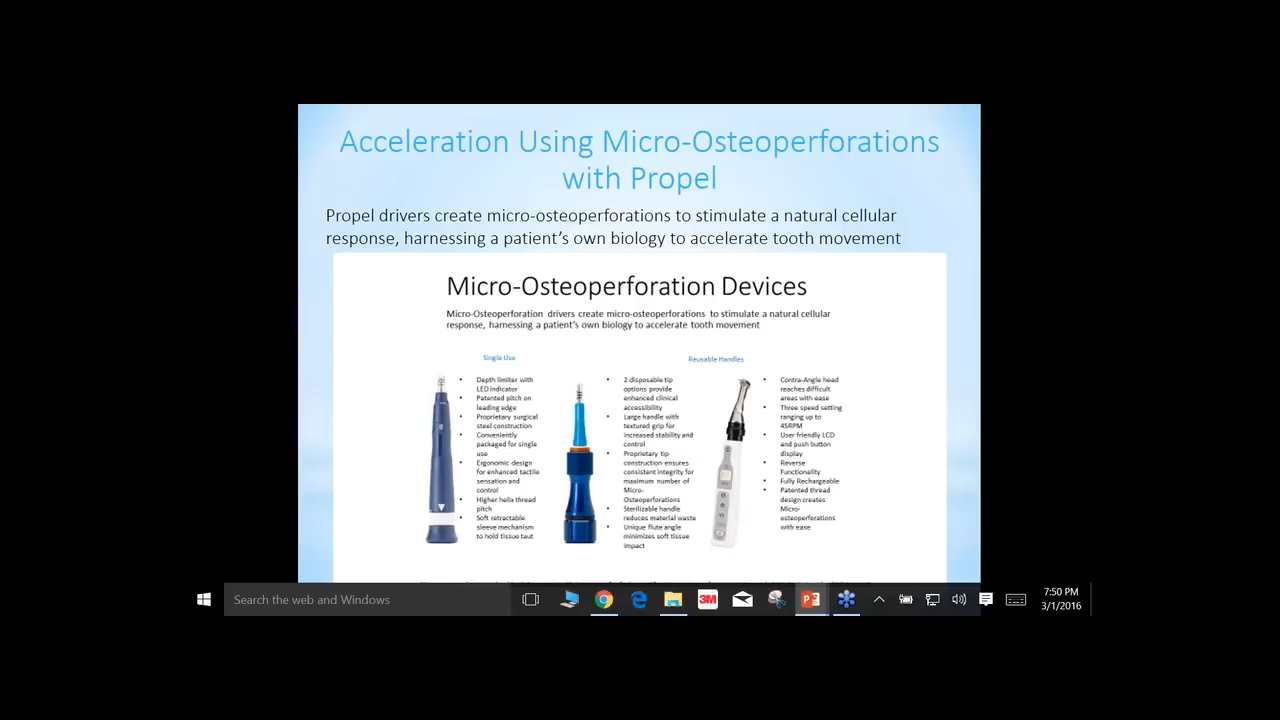 Acceleration Using Micro-Osteoperforations
with Propel
Propel drivers create micro-osteoperforations to stimulate a natural cellular
response, harnessing a patient's own biology to accelerate tooth movement
Micro-Osteoperforation Devices
Micro-Osteoperforation drivers create micro-osteoperforations to stimulate a natural cellular
response, harnessing a patient's own biology to accelerate tooth movement
Single Use
• Depth limiter with
LED indicator
• Patented pitch on
leading edge
• Proprietary surgical
steel construction
• Conveniently
packaged for single
use
• Ergonomic design
for enhanced tactile
sensation and
control
• Higher helix thread
pitch
• Soft retractable
sleeve mechanism
to hold tissue taut
Reusable Handles
• 2 disposable tip
options provide
enhanced clinical
accessibility
• Large handle with
textured grip for
increased stability and
control
• Proprietary tip
construction ensures
consistent integrity for
maximum number of
Micro-
Osteoperforations
• Sterilizable handle
reduces material waste
• Unique flute angle
minimizes soft tissue
impact
• Contra-Angle head
reaches difficult
areas with ease
• Three speed setting
ranging up to
45RPM
• User friendly LCD
and push button
display
• Reverse
Functionality
• Fully Rechargeable
• Patented thread
design creates
Micro-
osteoperforations
with ease
Search the web and Windows
3M
7:50 PM
3/1/2016